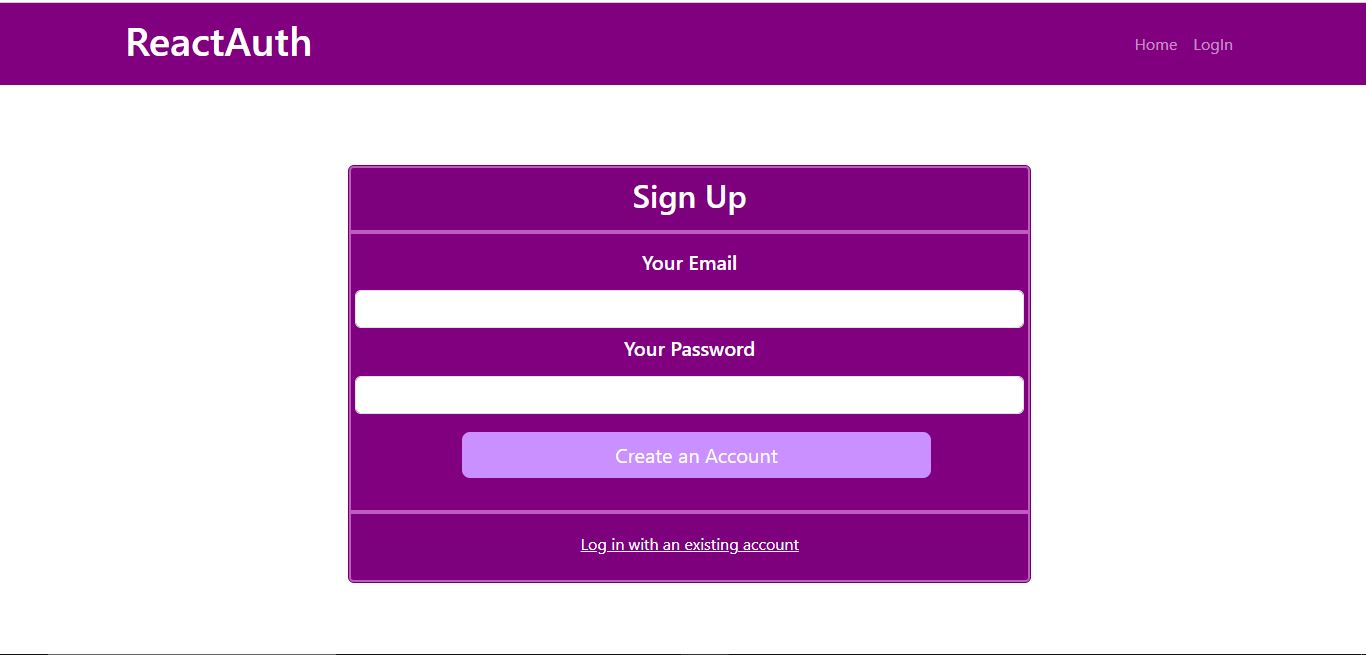 ReactAuth
Home LogIn
Sign Up
Your Email
Your Password
Create an Account
Log in with an existing account